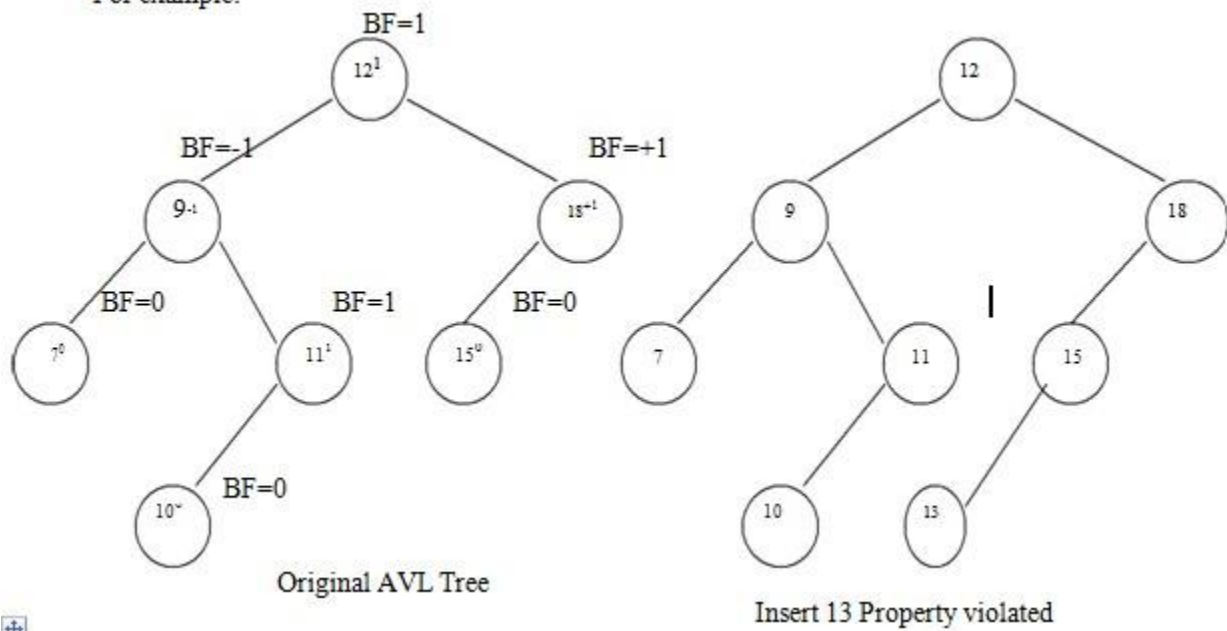 For example:
BF=1
12¹
BF=-1
BF=+1
9-1
18+1
BF=0
BF=1
BF=0
7⁰
11¹
15⁰
BF=0
10
Original AVL Tree
12
9
18
7
11
15
10
13
Insert 13 Property violated